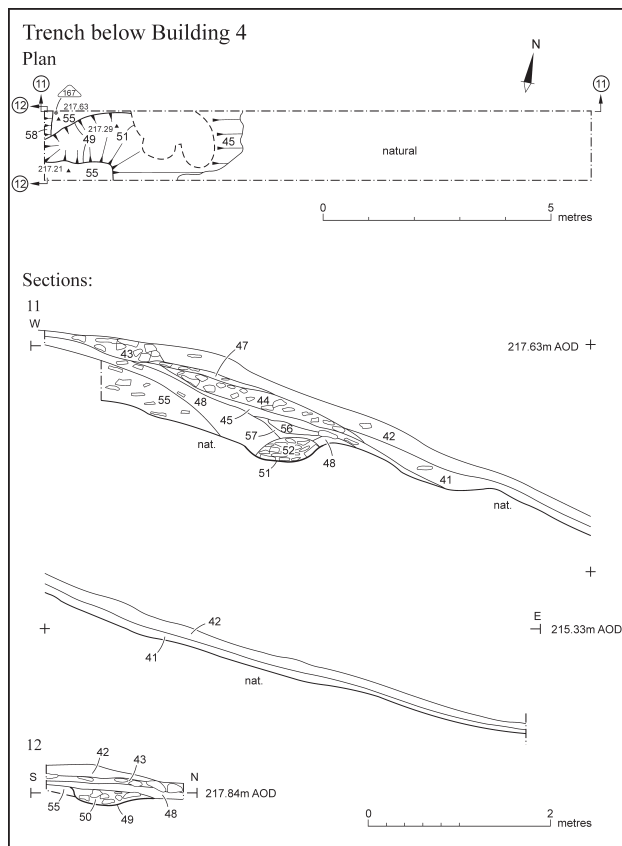 Trench below Building 4
Plan
N
11
11
167
12
217.63
55
58
49
217.29
51
45
natural
217.21
55
12
0
5
metres
Sections:
11
W
47
217.63m AOD
43
44
48
55
45
42
56
57
52
48
nat.
51
41
nat.
42
E
215.33m AOD
41
nat.
12
42
43
S
N
217.84m AOD
55
50
49
48
0
2
metres